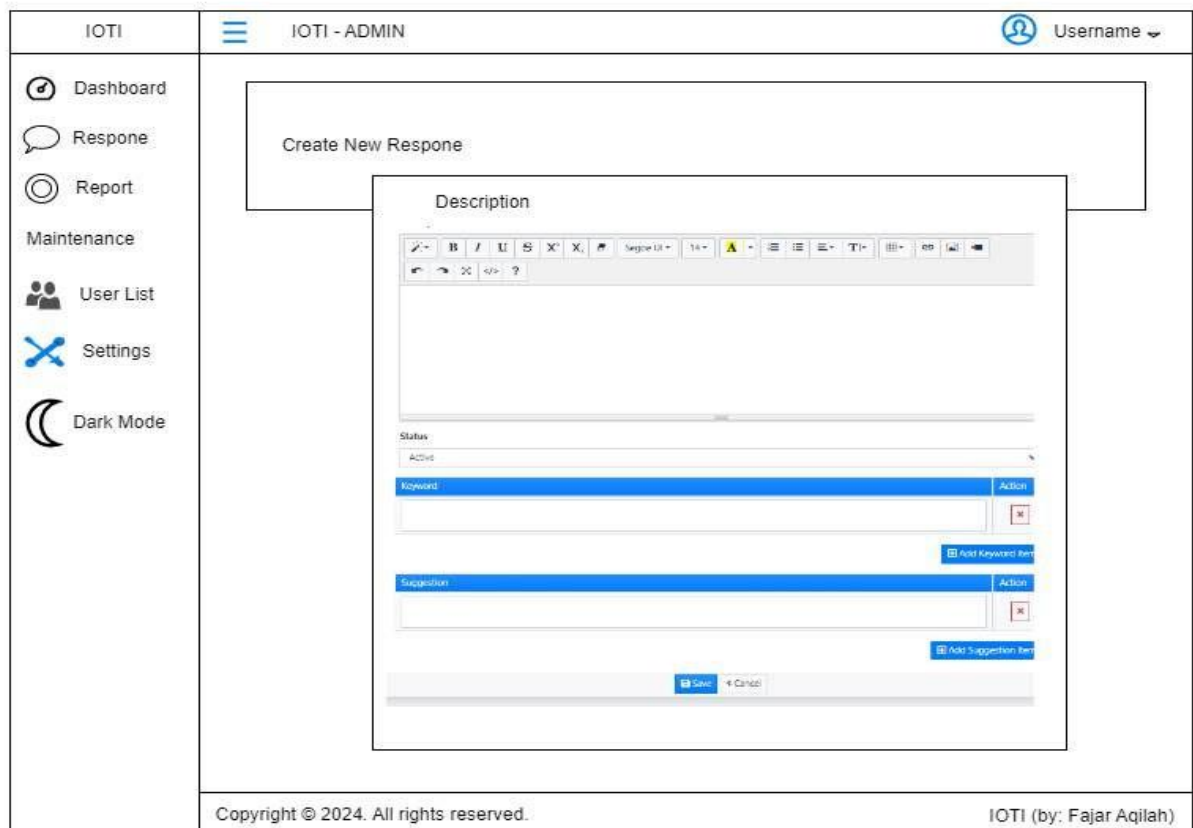 IOTI
IOTI - ADMIN
Username
Dashboard
Respone
Report
Maintenance
User List
Settings
Dark Mode
Create New Respone
Description
B I U S X² X₂ Segoe UI 14 A T I
</> ?
Status
Active
Keyword Action
Add Keyword Item
Suggestion Action
Add Suggestion Item
Save Cancel
Copyright © 2024. All rights reserved.
IOTI (by: Fajar Aqilah)